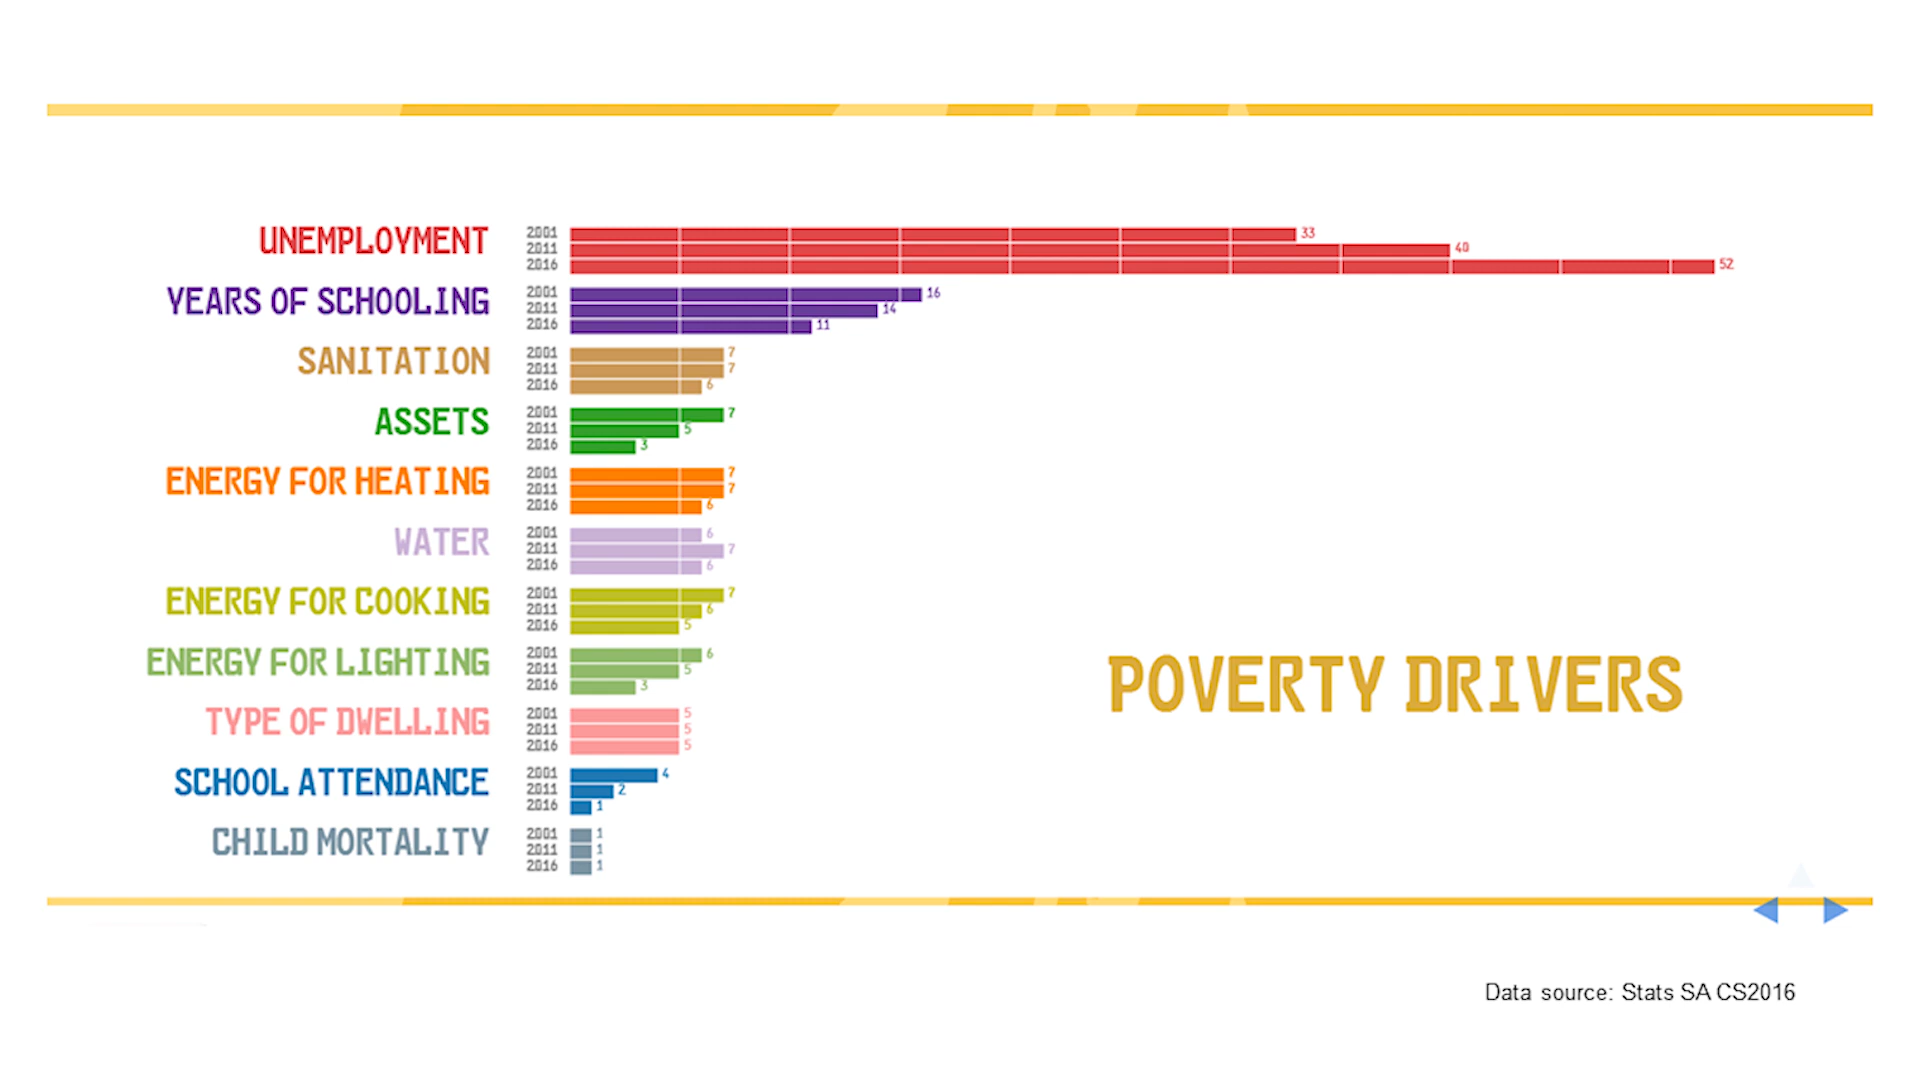 UNEMPLOYMENT
2001 33
2011 40
2016 52
YEARS OF SCHOOLING
2001 16
2011 14
2016 11
SANITATION
2001 7
2011 7
2016 6
ASSETS
2001 7
2011 5
2016 3
ENERGY FOR HEATING
2001 7
2011 7
2016 6
WATER
2001 6
2011 7
2016 6
ENERGY FOR COOKING
2001 7
2011 6
2016 5
ENERGY FOR LIGHTING
2001 6
2011 5
2016 3
TYPE OF DWELLING
2001 5
2011 5
2016 5
SCHOOL ATTENDANCE
2001 4
2011 2
2016 1
CHILD MORTALITY
2001 1
2011 1
2016 1
POVERTY DRIVERS
Data source: Stats SA CS2016